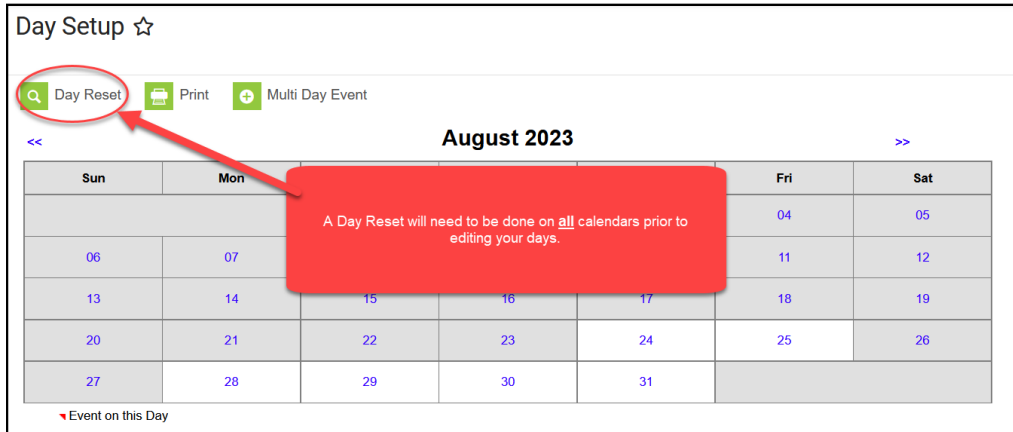 Day Setup
Day Reset Print Multi Day Event
<< August 2023 >>
Sun Mon Fri Sat
A Day Reset will need to be done on all calendars prior to
editing your days.
04 05
06 07 11 12
13 14 15 16 17 18 19
20 21 22 23 24 25 26
27 28 29 30 31
Event on this Day